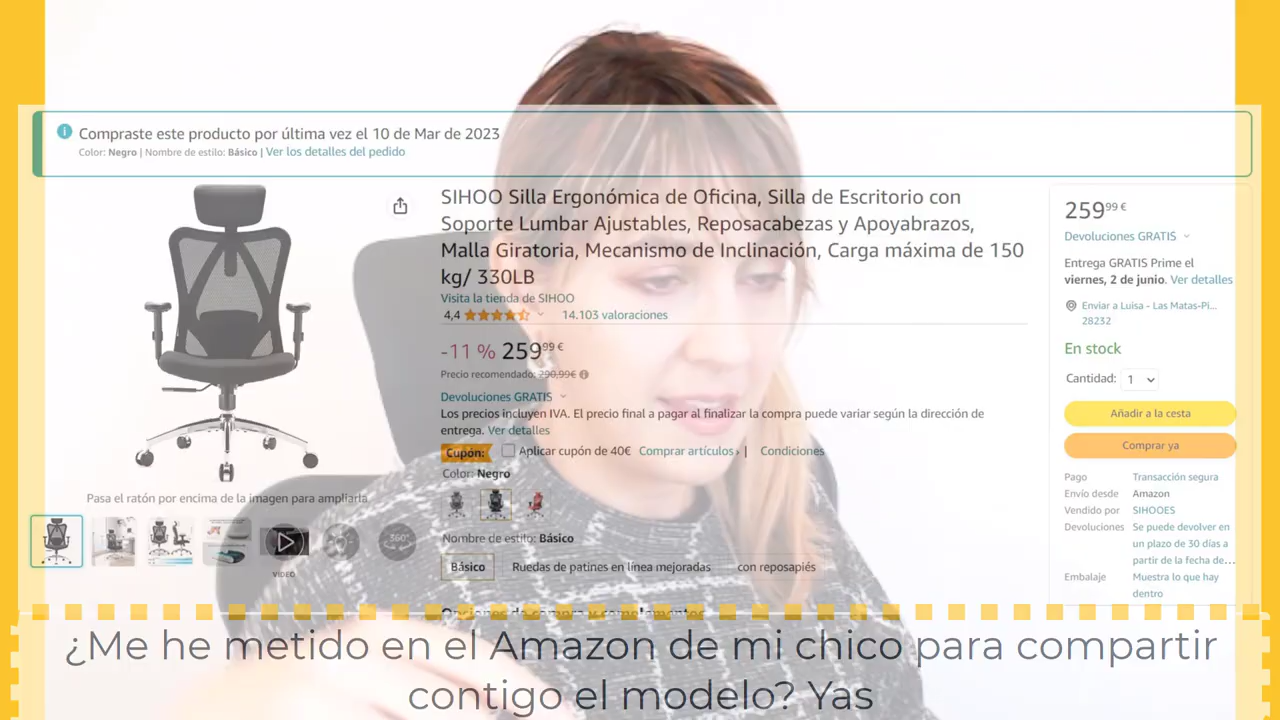 Compraste este producto por última vez el 10 de Mar de 2023
Color: Negro | Nombre de estilo: Básico | Ver los detalles del pedido
SIHOO Silla Ergonómica de Oficina, Silla de Escritorio con
Soporte Lumbar Ajustables, Reposacabezas y Apoyabrazos,
Malla Giratoria, Mecanismo de Inclinación, Carga máxima de 150
kg/ 330LB
Visita la tienda de SIHOO
4,4
14.103 valoraciones
-11 % 259,99 €
Precio recomendado: 290,99€
Devoluciones GRATIS
Los precios incluyen IVA. El precio final a pagar al finalizar la compra puede variar según la dirección de
entrega. Ver detalles
Cupón: Aplicar cupón de 40€ Comprar artículos › | Condiciones
Color: Negro
Nombre de estilo: Básico
Básico Ruedas de patines en línea mejoradas con reposapiés
Opciones de compra y complementos
Pasa el ratón por encima de la imagen para ampliarla
360°
VIDEO
259,99 €
Devoluciones GRATIS
Entrega GRATIS Prime el
viernes, 2 de junio. Ver detalles
Enviar a Luisa - Las Matas-Pi...
28232
En stock
Cantidad: 1
Añadir a la cesta
Comprar ya
Pago Transacción segura
Envío desde Amazon
Vendido por SIHOOES
Devoluciones Se puede devolver en
un plazo de 30 días a
partir de la fecha de...
Embalaje Muestra lo que hay
dentro
¿Me he metido en el Amazon de mi chico para compartir
contigo el modelo? Yas